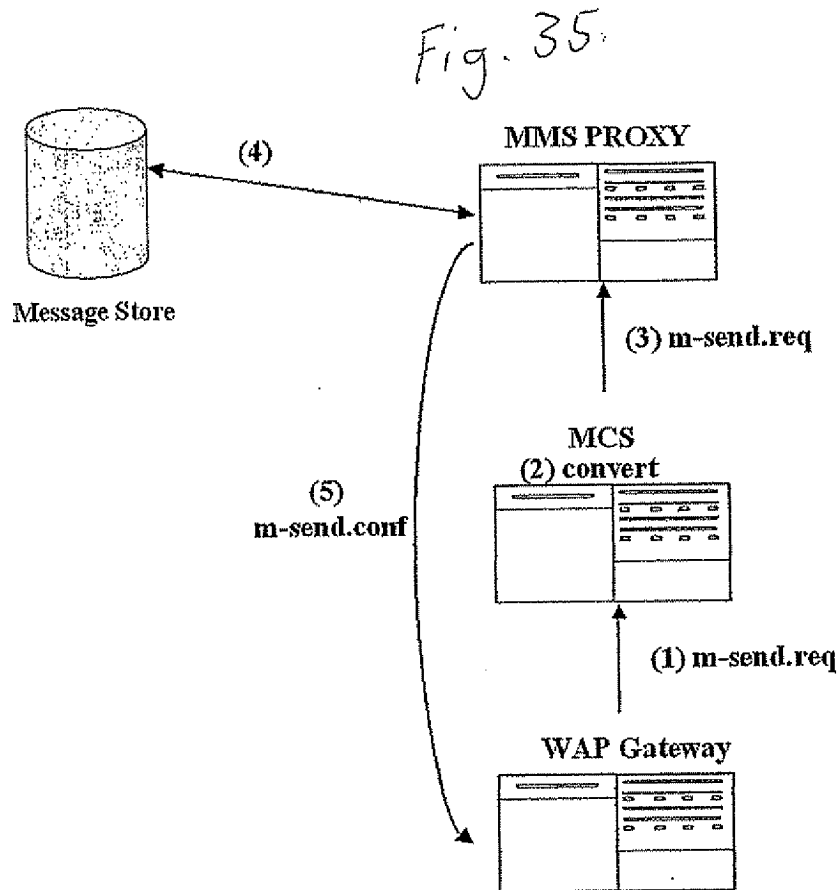 Fig. 35.
MMS PROXY
(4)
Message Store
(3) m-send.req
MCS
(2) convert
(5)
m-send.conf
(1) m-send.req
WAP Gateway